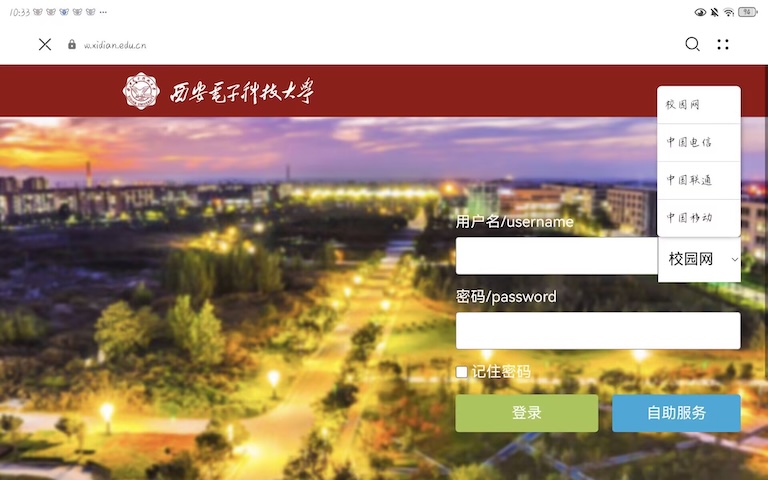 10:33
94
w.xidian.edu.cn
西安电子科技大学
校园网
中国电信
中国联通
中国移动
用户名/username
校园网
密码/password
记住密码
登录
自助服务